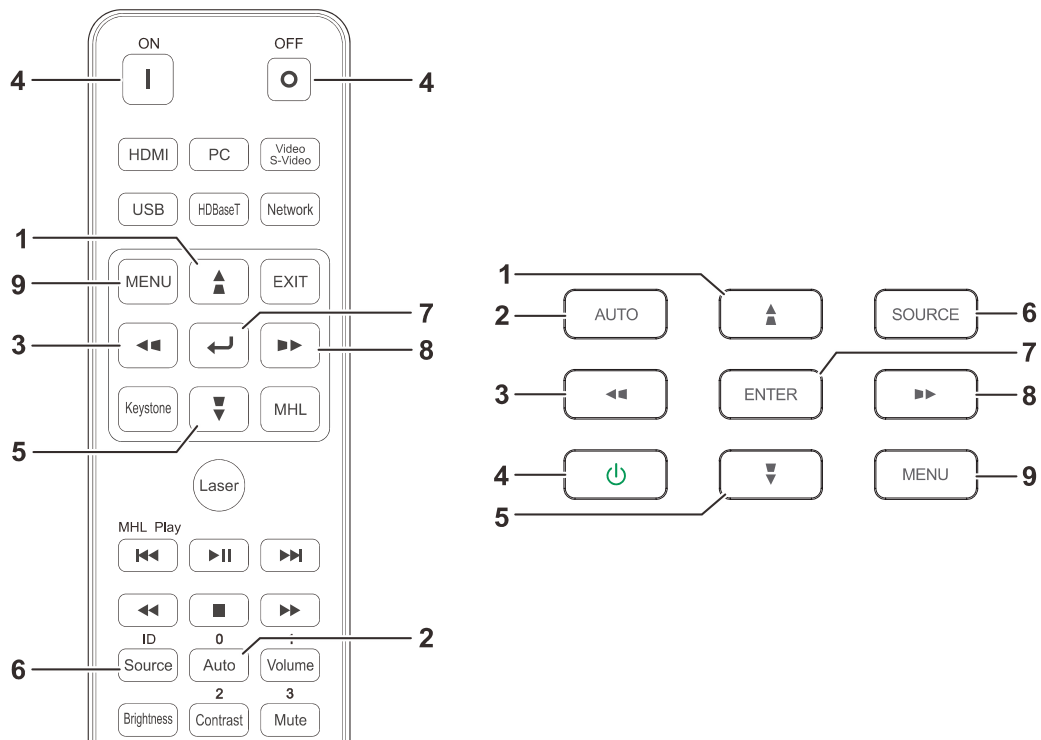 ON OFF
4 I O 4
HDMI PC Video
S-Video
USB HDBaseT Network
1
9 MENU EXIT
7
3 8
Keystone MHL
5
Laser
MHL Play
ID 0
2
6 Source Auto Volume
2 3
Brightness Contrast Mute
1
2 AUTO SOURCE 6
7
3 ENTER 8
4 MENU 9
5